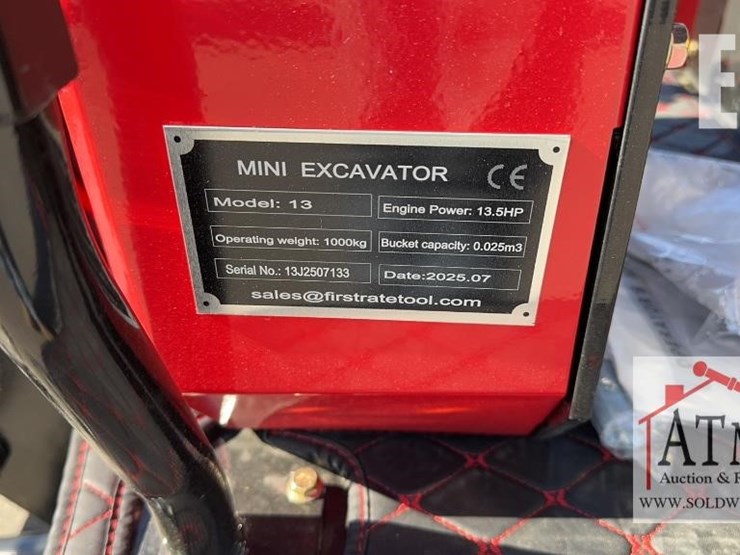 MINI EXCAVATOR CE
Model: 13
Engine Power: 13.5HP
Operating weight: 1000kg
Bucket capacity: 0.025m3
Serial No.: 13J2507133
Date:2025.07
sales@firstratetool.com
E
ATM
Auction &
WWW.SOLDW